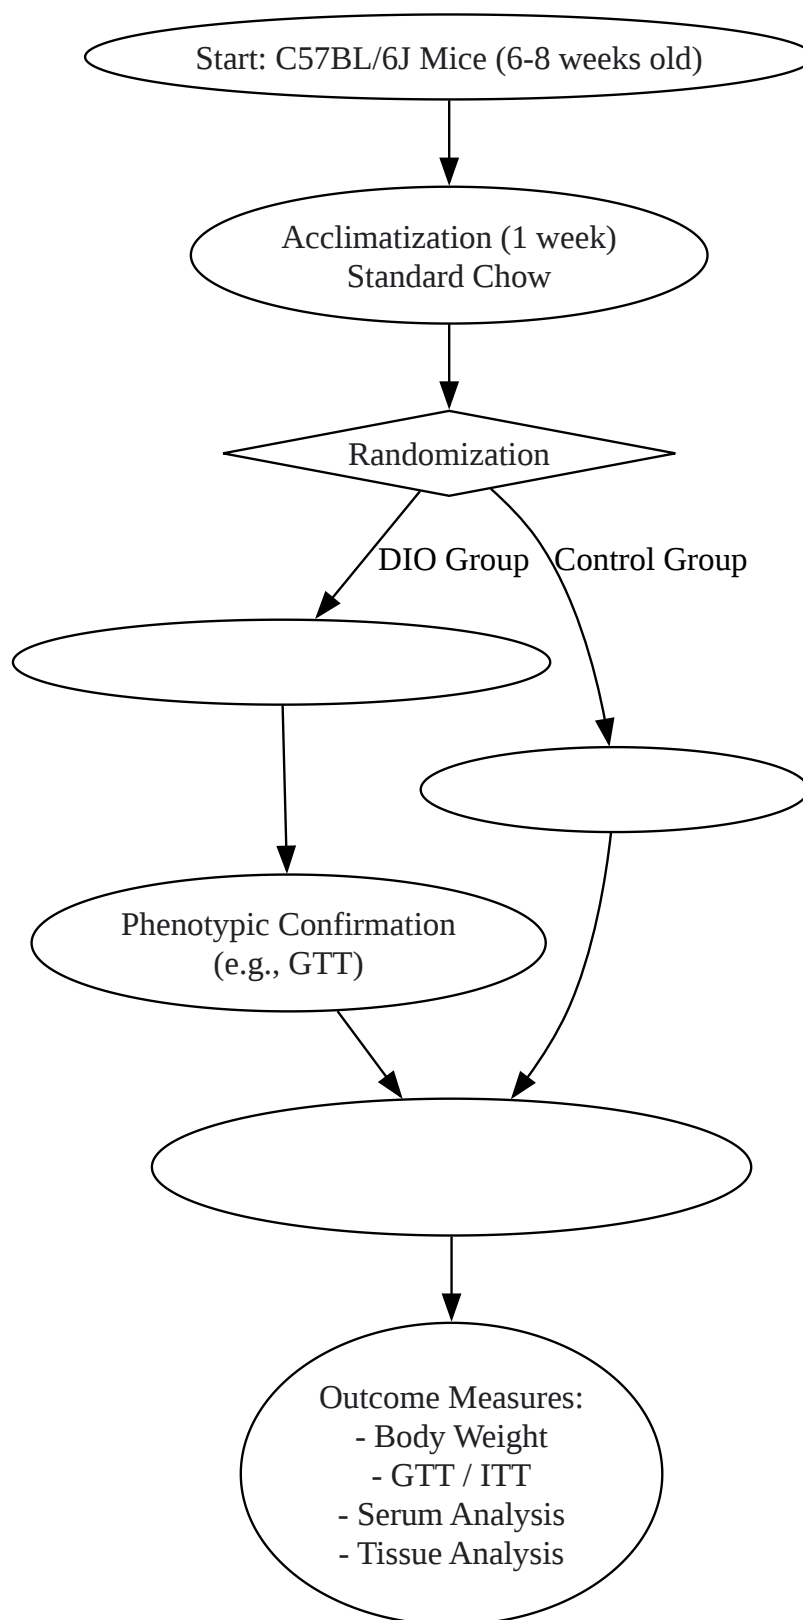 Start: C57BL/6J Mice (6-8 weeks old)
Acclimatization (1 week)
Standard Chow
Randomization
DIO Group
Control Group
Phenotypic Confirmation
(e.g., GTT)
Outcome Measures:
- Body Weight
- GTT / ITT
- Serum Analysis
- Tissue Analysis